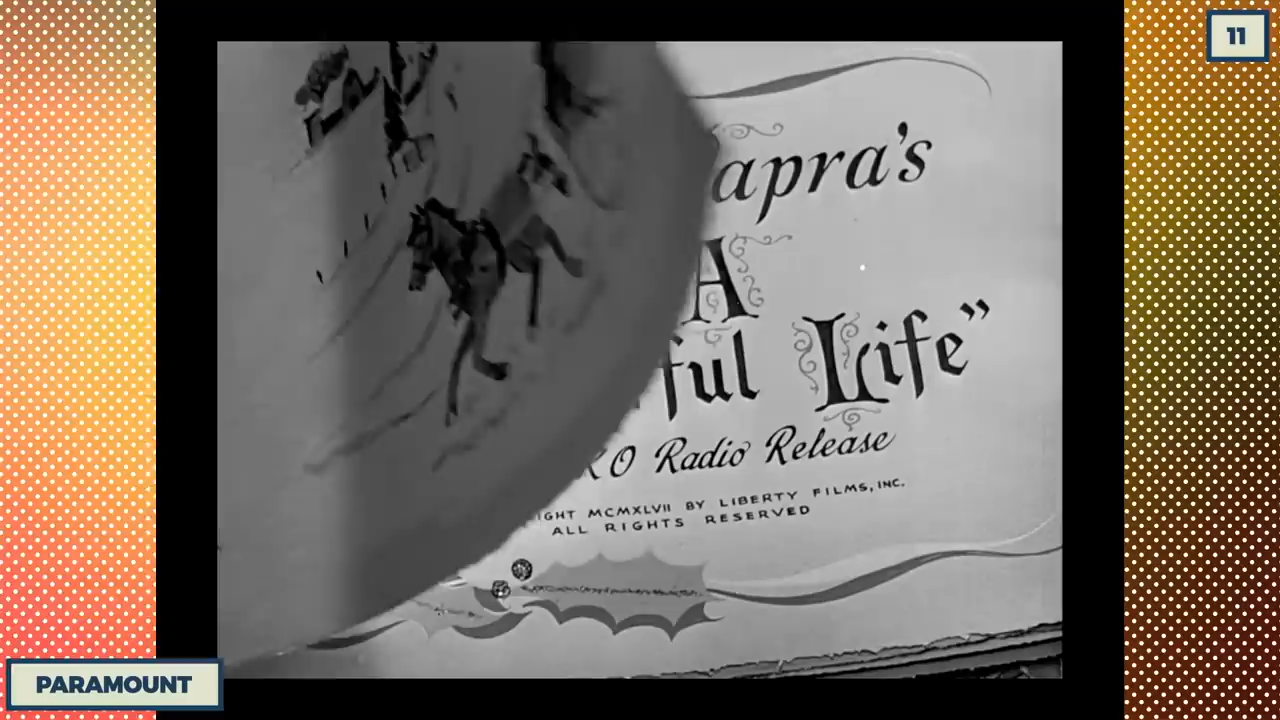 11
apra's
A
ful Life”
O Radio Release
IGHT MCMXLVII BY LIBERTY FILMS, INC.
ALL RIGHTS RESERVED
PARAMOUNT